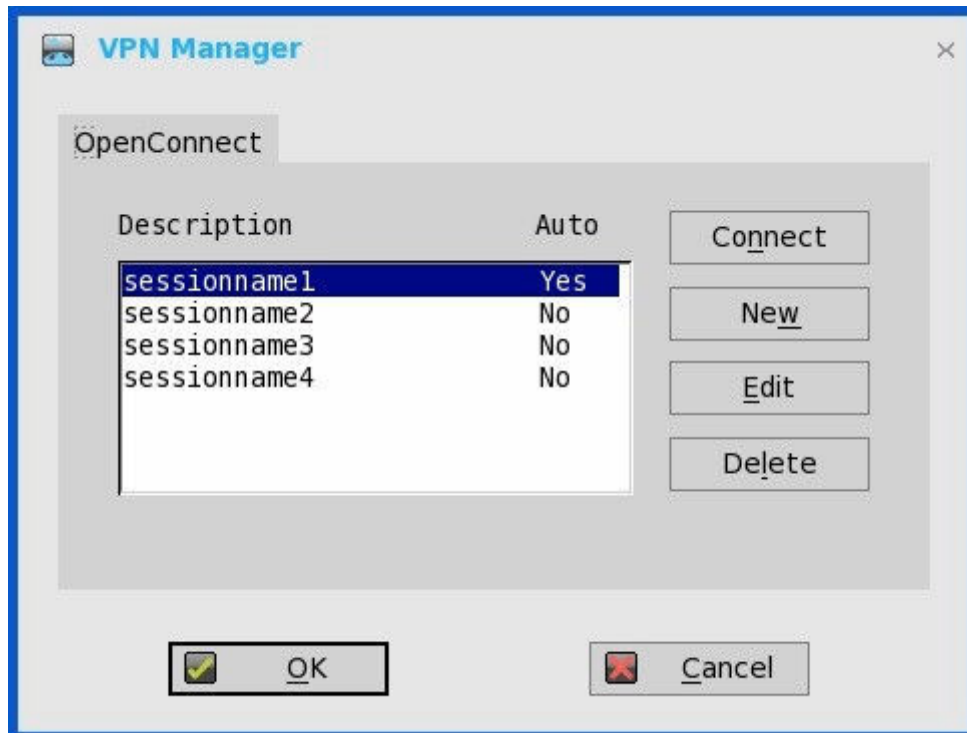 VPN Manager
OpenConnect
Description Auto
sessionname1 Yes
sessionname2 No
sessionname3 No
sessionname4 No
Connect
New
Edit
Delete
OK
Cancel